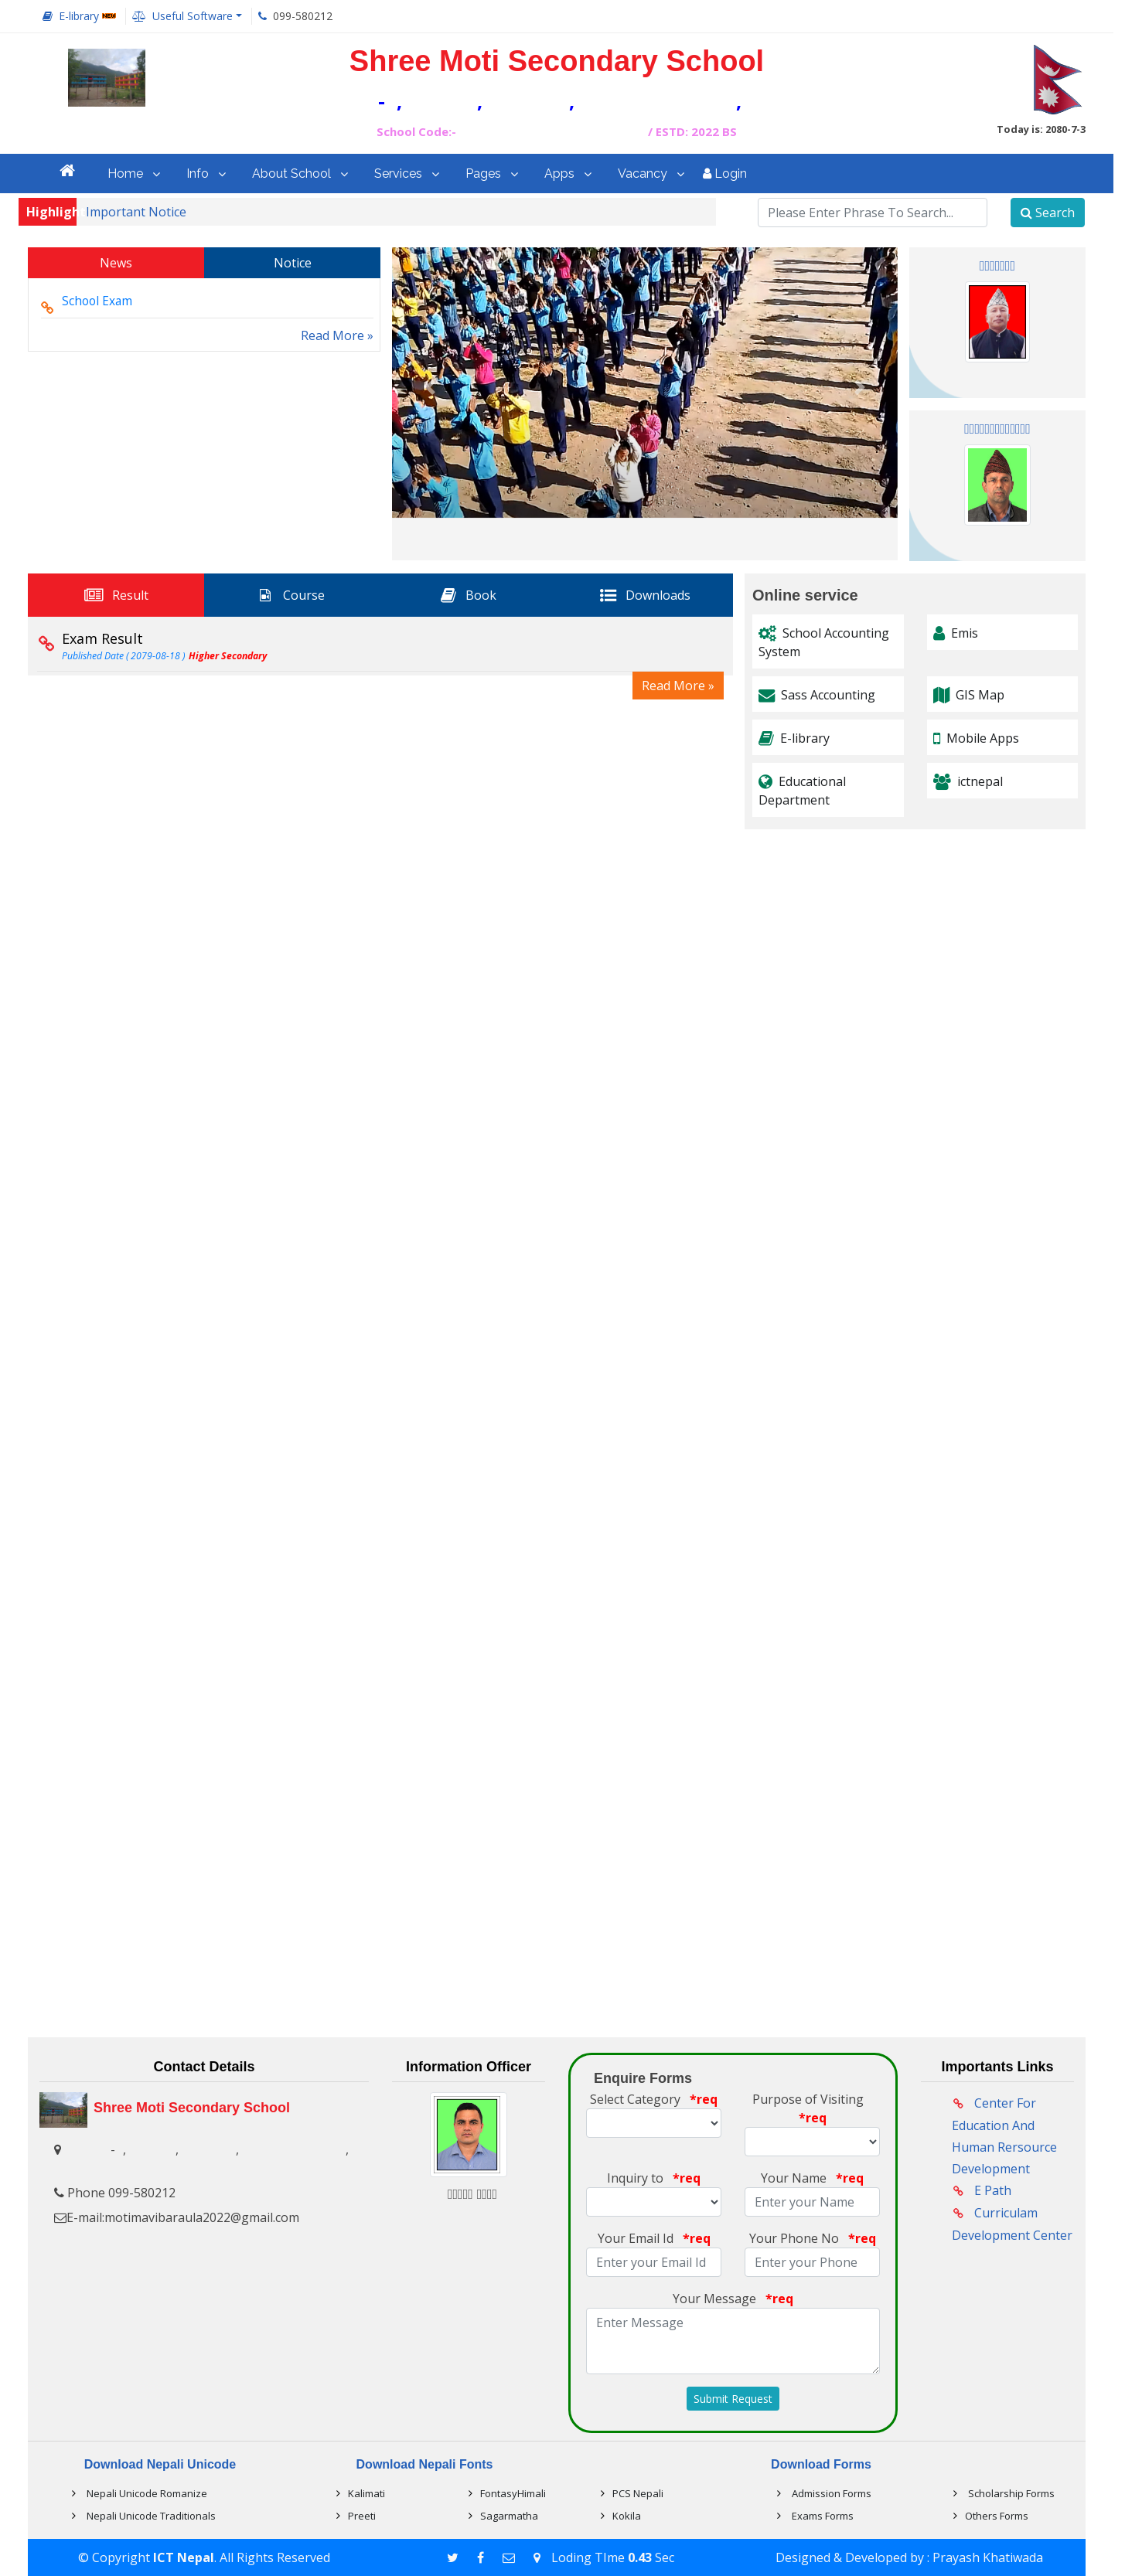 E-library NEW Useful Software 099-580212
Shree Moti Secondary School
- , , , ,
School Code:- / ESTD: 2022 BS
Today is: 2080-7-3
Home Info About School Services Pages Apps Vacancy Login
Highligh Important Notice
Please Enter Phrase To Search... Search
News Notice
School Exam
Read More »
Result Course Book Downloads
Exam Result
Published Date ( 2079-08-18 ) Higher Secondary
Read More »
Online service
School Accounting System
Emis
Sass Accounting
GIS Map
E-library
Mobile Apps
Educational Department
ictnepal
Contact Details
Shree Moti Secondary School
- , , , ,
Phone 099-580212
E-mail:motimavibaraula2022@gmail.com
Information Officer
Enquire Forms
Select Category *req
Purpose of Visiting *req
Inquiry to *req
Your Name *req
Enter your Name
Your Email Id *req
Enter your Email Id
Your Phone No *req
Enter your Phone
Your Message *req
Enter Message
Submit Request
Importants Links
Center For
Education And
Human Rersource
Development
E Path
Curriculam
Development Center
Download Nepali Unicode
Nepali Unicode Romanize
Nepali Unicode Traditionals
Download Nepali Fonts
Kalimati FontasyHimali PCS Nepali
Preeti Sagarmatha Kokila
Download Forms
Admission Forms Scholarship Forms
Exams Forms Others Forms
© Copyright ICT Nepal. All Rights Reserved
Loding TIme 0.43 Sec
Designed & Developed by : Prayash Khatiwada